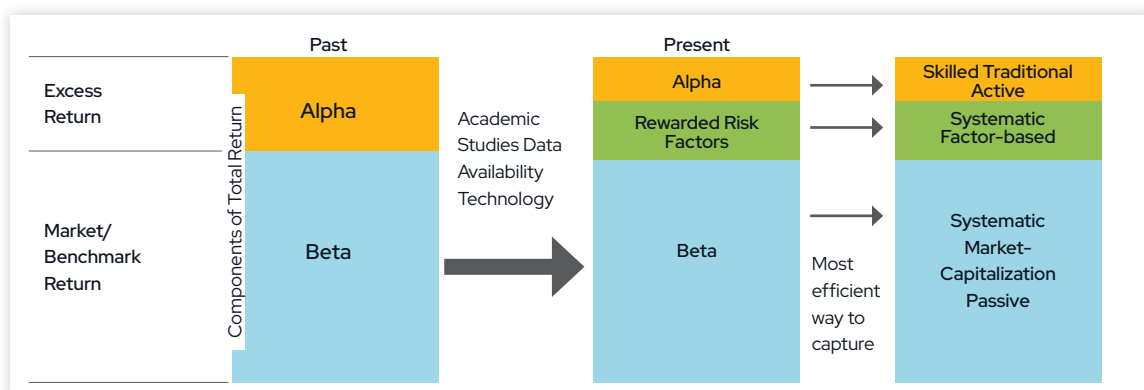 Past
Present
Excess
Return
Market/
Benchmark
Return
Components of Total Return
Alpha
Beta
Academic
Studies Data
Availability
Technology
Alpha
Rewarded Risk
Factors
Beta
Most
efficient
way to
capture
Skilled Traditional
Active
Systematic
Factor-based
Systematic
Market-
Capitalization
Passive